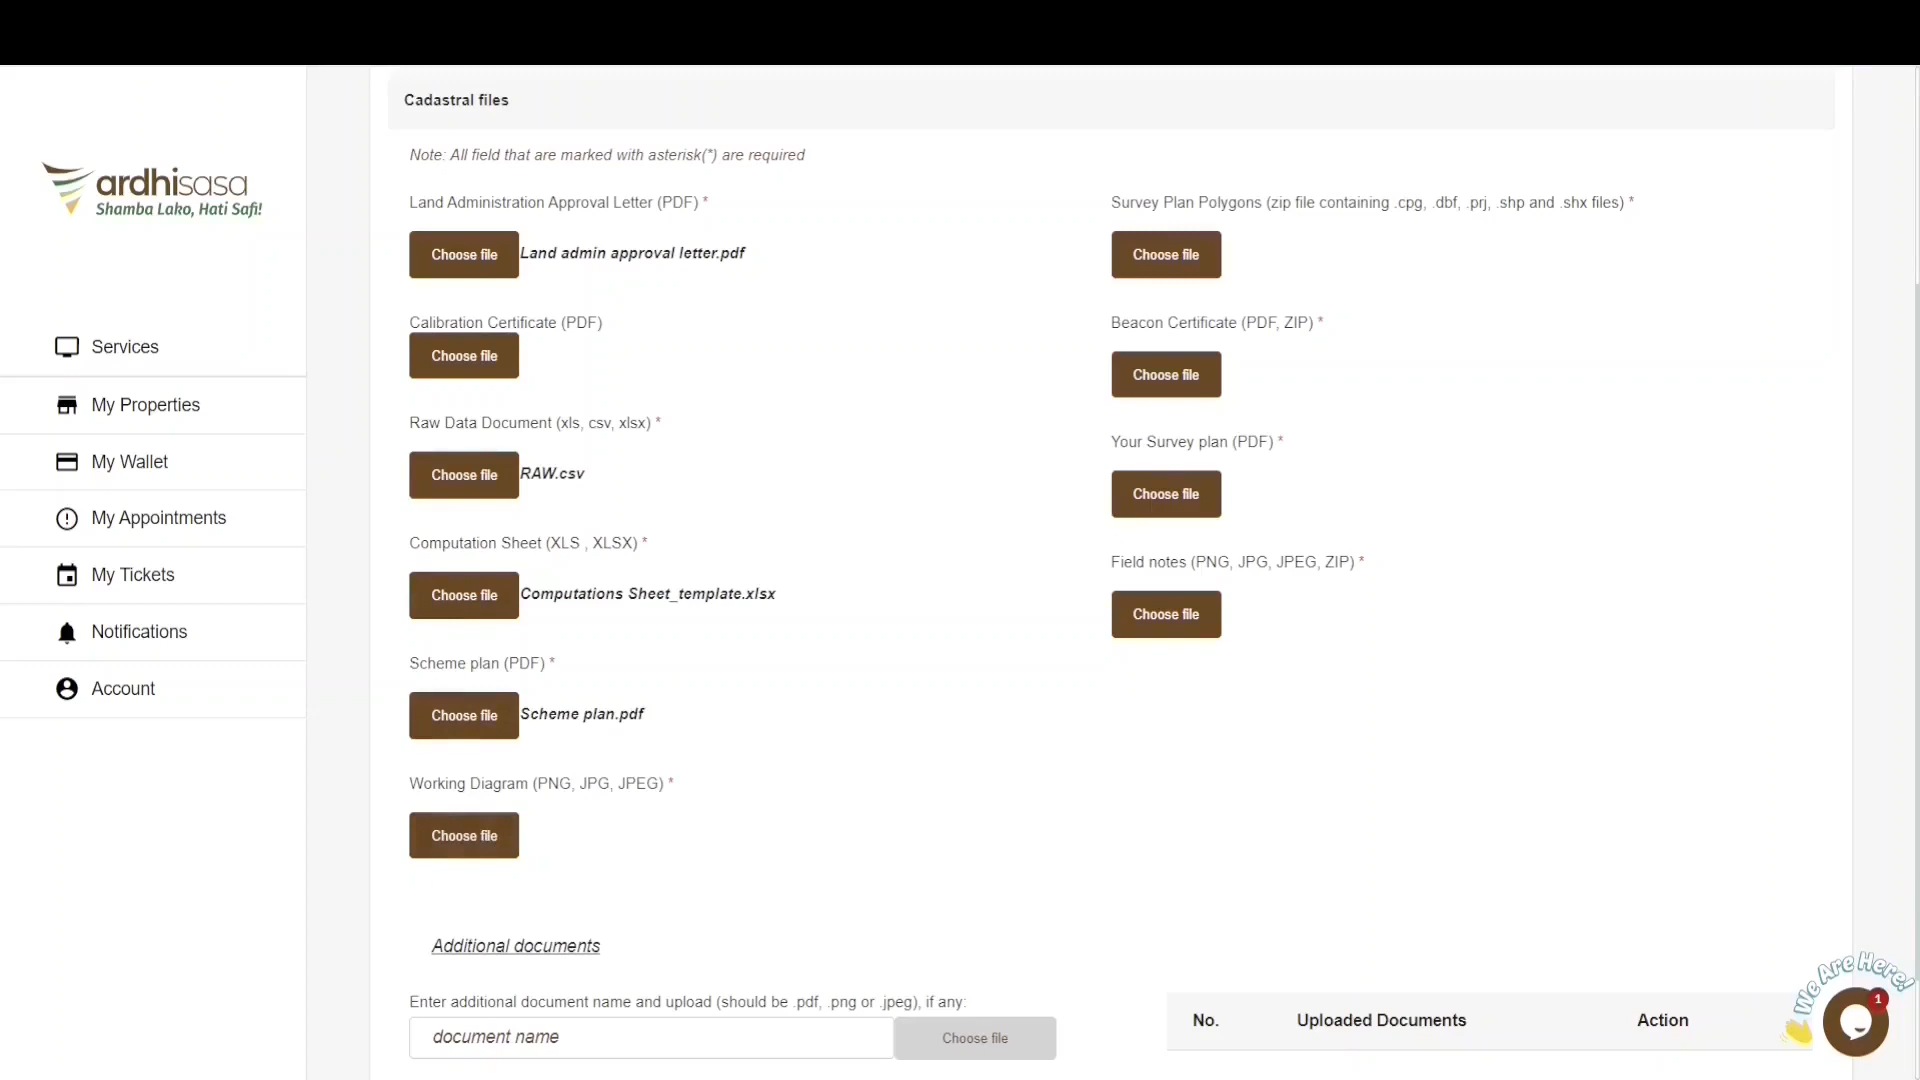 ardhisasa
Shamba Lako, Hati Safi!
Services
My Properties
My Wallet
My Appointments
My Tickets
Notifications
Account
Cadastral files
Note: All field that are marked with asterisk(*) are required
Land Administration Approval Letter (PDF) *
Choose file Land admin approval letter.pdf
Calibration Certificate (PDF)
Choose file
Raw Data Document (xls, csv, xlsx) *
Choose file RAW.csv
Computation Sheet (XLS , XLSX) *
Choose file Computations Sheet_template.xlsx
Scheme plan (PDF) *
Choose file Scheme plan.pdf
Working Diagram (PNG, JPG, JPEG) *
Choose file
Survey Plan Polygons (zip file containing .cpg, .dbf, .prj, .shp and .shx files) *
Choose file
Beacon Certificate (PDF, ZIP) *
Choose file
Your Survey plan (PDF) *
Choose file
Field notes (PNG, JPG, JPEG, ZIP) *
Choose file
Additional documents
Enter additional document name and upload (should be .pdf, .png or .jpeg), if any:
document name Choose file
No. Uploaded Documents Action
We Are Here!
1